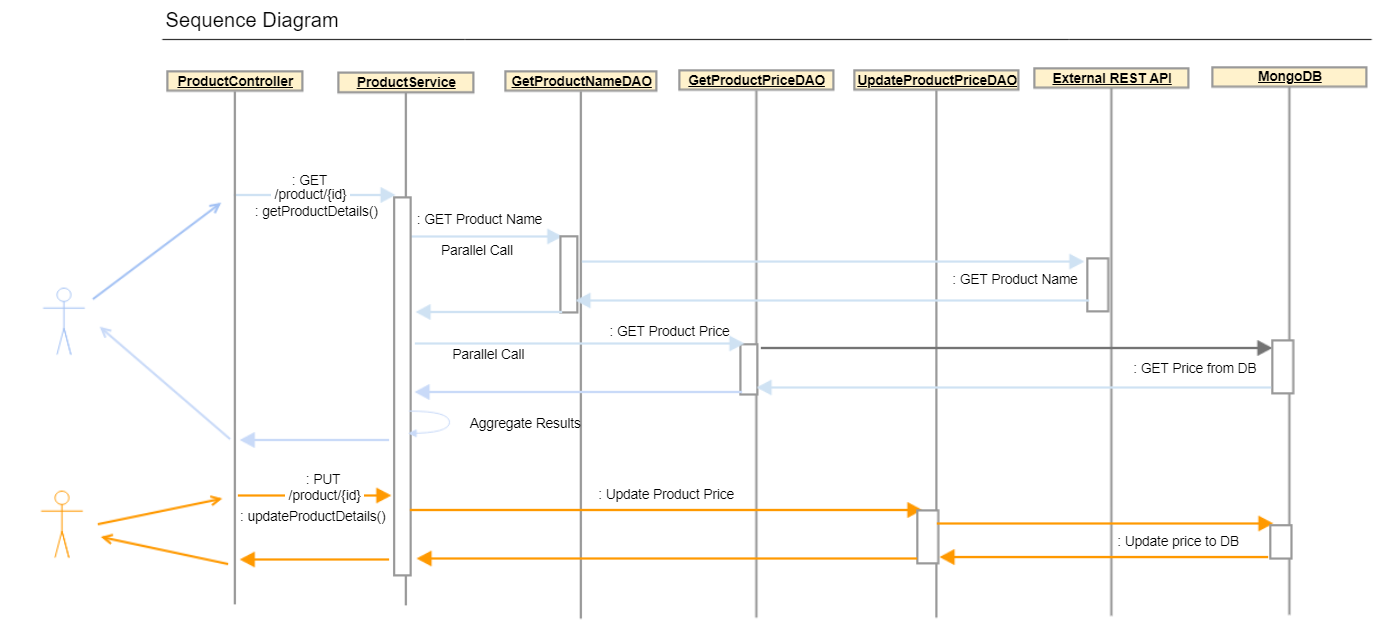 Sequence Diagram
ProductController
ProductService
GetProductNameDAO
GetProductPriceDAO
UpdateProductPriceDAO
External REST API
MongoDB
: GET
/product/{id}
: getProductDetails()
: GET Product Name
Parallel Call
: GET Product Name
: GET Product Price
Parallel Call
: GET Price from DB
Aggregate Results
: PUT
/product/{id}
: updateProductDetails()
: Update Product Price
: Update price to DB